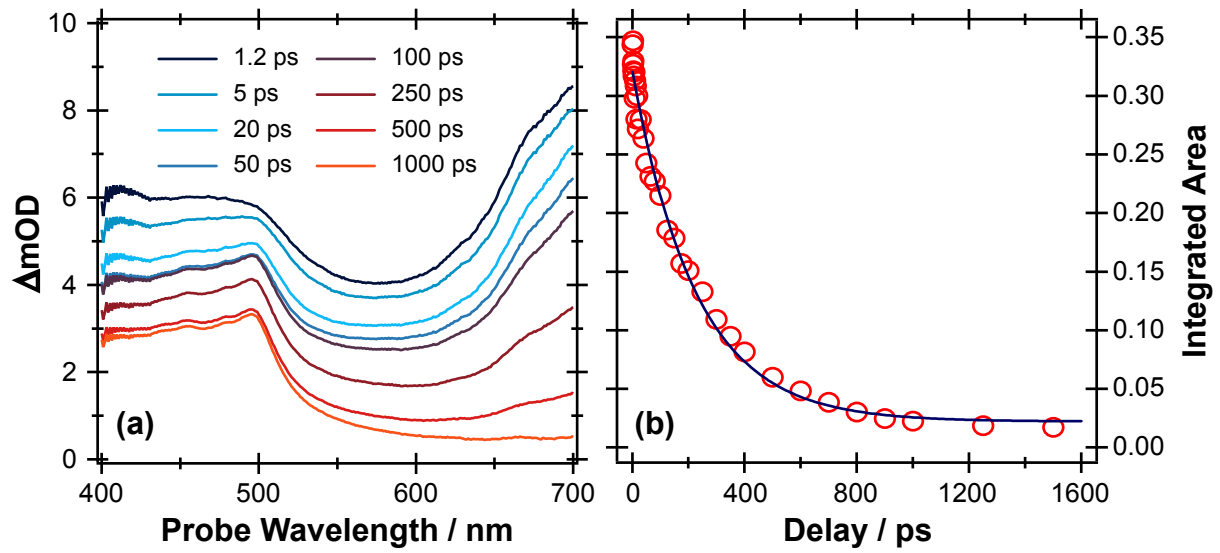 10
8
6
4
2
0
ΔmOD
1.2 ps
5 ps
20 ps
50 ps
100 ps
250 ps
500 ps
1000 ps
(a)
400
500
600
700
Probe Wavelength / nm
(b)
0.35
0.30
0.25
0.20
0.15
0.10
0.05
0.00
Integrated Area
0
400
800
1200
1600
Delay / ps